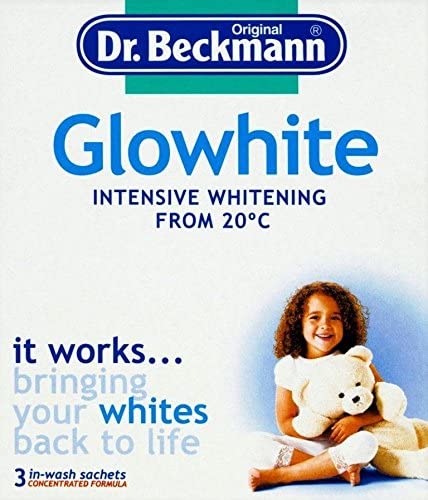 Original
Dr. Beckmann®
Glowhite
INTENSIVE WHITENING
FROM 20°C
it works...
bringing
your whites
back to life
3 in-wash sachets
CONCENTRATED FORMULA